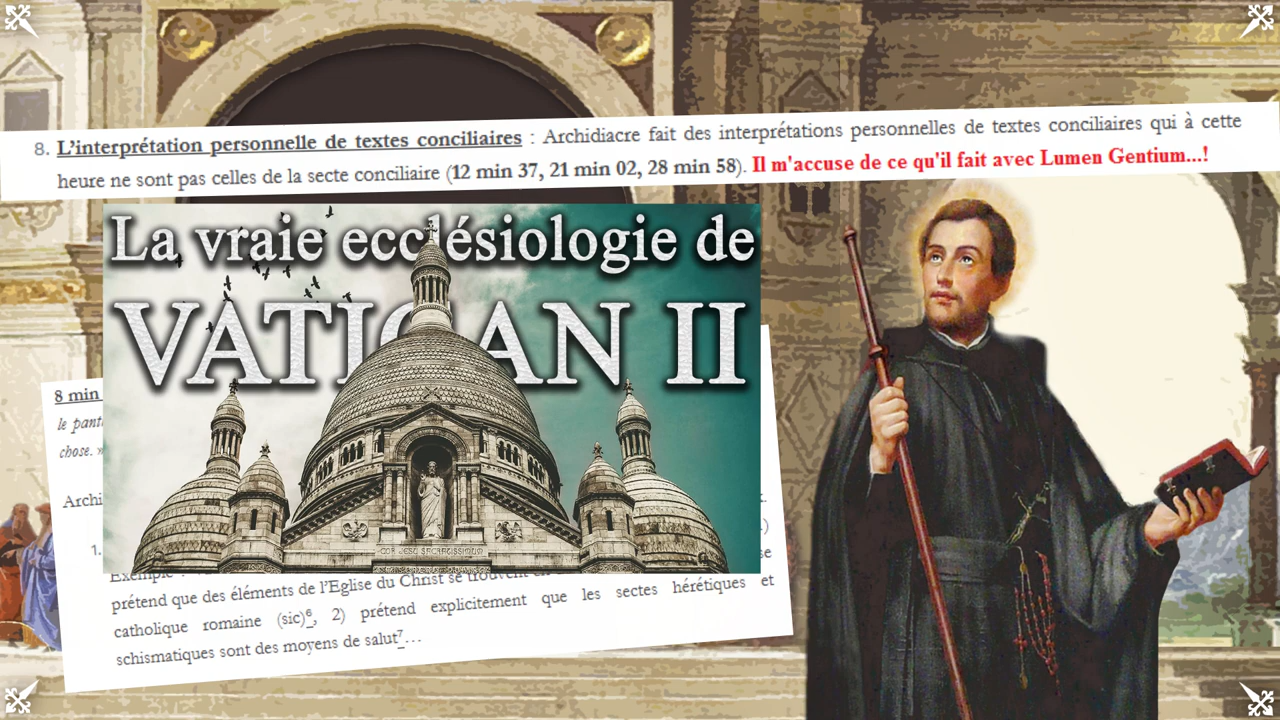 8. L'interprétation personnelle de textes conciliaires : Archidiacre fait des interprétations personnelles de textes conciliaires qui à cette
heure ne sont pas celles de la secte conciliaire (12 min 37, 21 min 02, 28 min 58). Il m'accuse de ce qu'il fait avec Lumen Gentium...!
La vraie ecclésiologie de
VATICAN II
COR JESU SACRATISSIMUM
8 min
le pant
chose. »
Archi
1.
Exemple :
prétend que des éléments de l'Eglise du Christ se trouvent en
catholique romaine (sic)6, 2) prétend explicitement que les sectes hérétiques et
schismatiques sont des moyens de salut7…